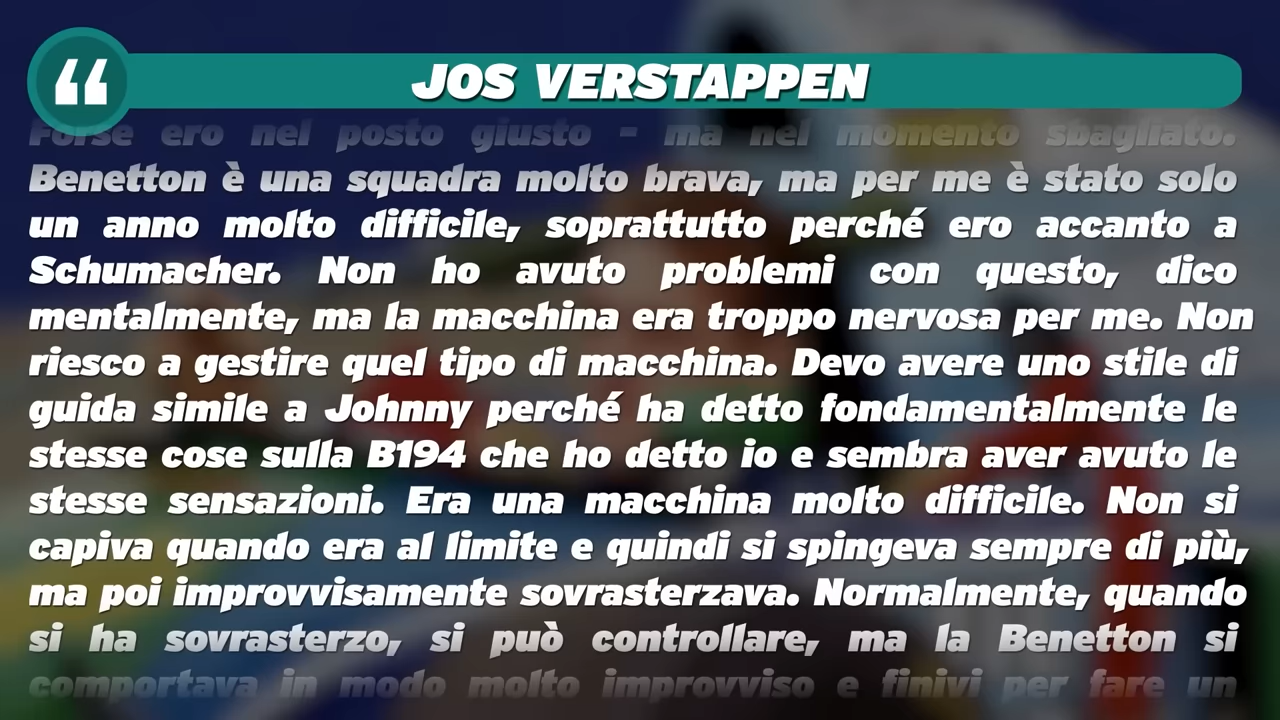 “
JOS VERSTAPPEN
Forse ero nel posto giusto - ma nel momento sbagliato.
Benetton è una squadra molto brava, ma per me è stato solo
un anno molto difficile, soprattutto perché ero accanto a
Schumacher. Non ho avuto problemi con questo, dico
mentalmente, ma la macchina era troppo nervosa per me. Non
riesco a gestire quel tipo di macchina. Devo avere uno stile di
guida simile a Johnny perché ha detto fondamentalmente le
stesse cose sulla B194 che ho detto io e sembra aver avuto le
stesse sensazioni. Era una macchina molto difficile. Non si
capiva quando era al limite e quindi si spingeva sempre di più,
ma poi improvvisamente sovrasterzava. Normalmente, quando
si ha sovrasterzo, si può controllare, ma la Benetton si
comportava in modo molto improvviso e finivi per fare un